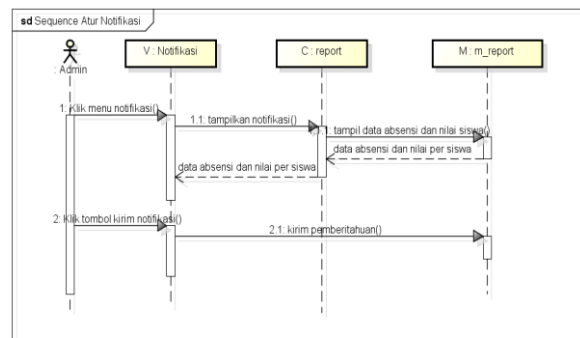 sd Sequence Atur Notifikasi
: Admin
V : Notifikasi
C : report
M : m_report
1: Klik menu notifikasi()
1.1: tampilkan notifikasi()
1.1: tampil data absensi dan nilai siswa()
data absensi dan nilai per siswa
data absensi dan nilai per siswa
2: Klik tombol kirim notifikasi()
2.1: kirim pemberitahuan()